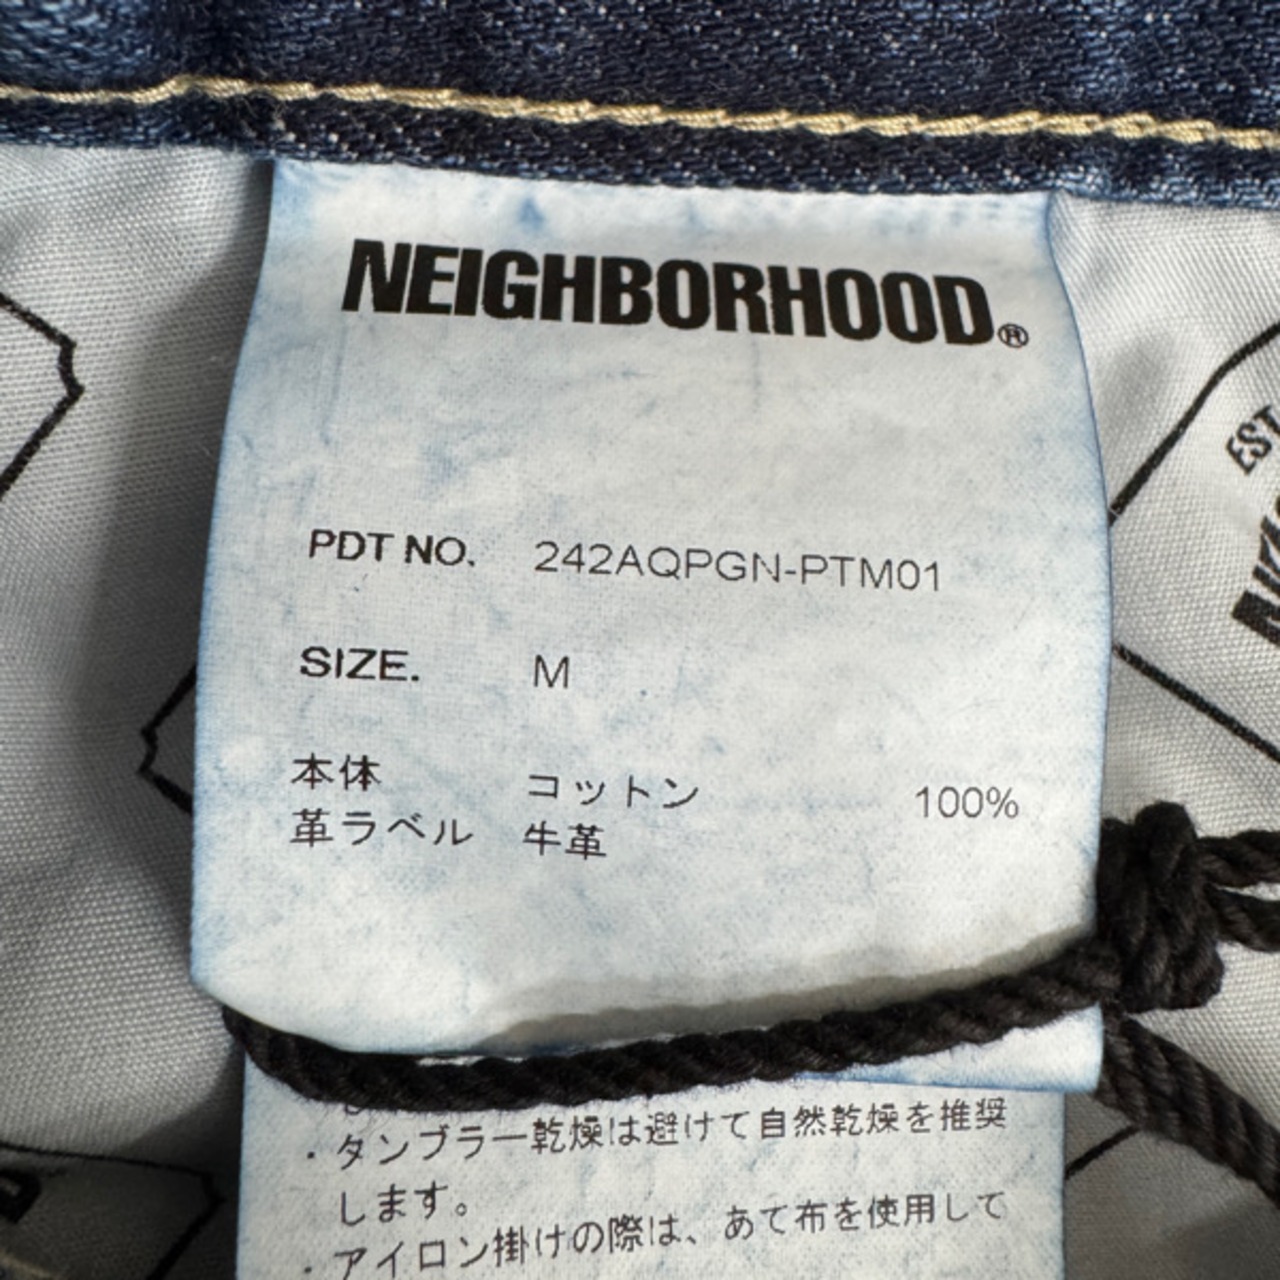 NEIGHBORHOOD®
PDT NO. 242AQPGN-PTM01
SIZE. M
本体 コットン 100%
革ラベル 牛革
・タンブラー乾燥は避けて自然乾燥を推奨
します。
・アイロン掛けの際は、あて布を使用して
EST